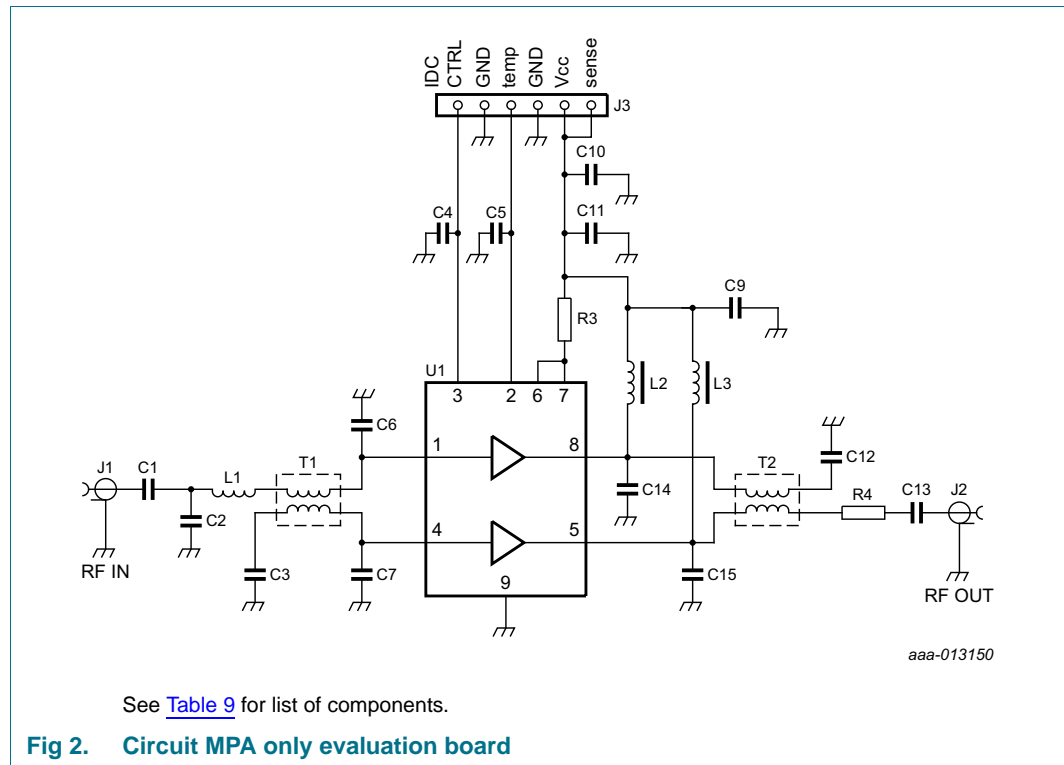 IDC
CTRL
GND
temp
GND
Vcc
sense
J3
C10
C4
C5
C11
C9
R3
U1
L2
L3
3
2
6
7
C6
1
8
C12
J1
C1
L1
T1
T2
C14
R4
C13
J2
C2
4
5
C3
C7
9
C15
RF IN
RF OUT
aaa-013150
See Table 9 for list of components.
Fig 2. Circuit MPA only evaluation board